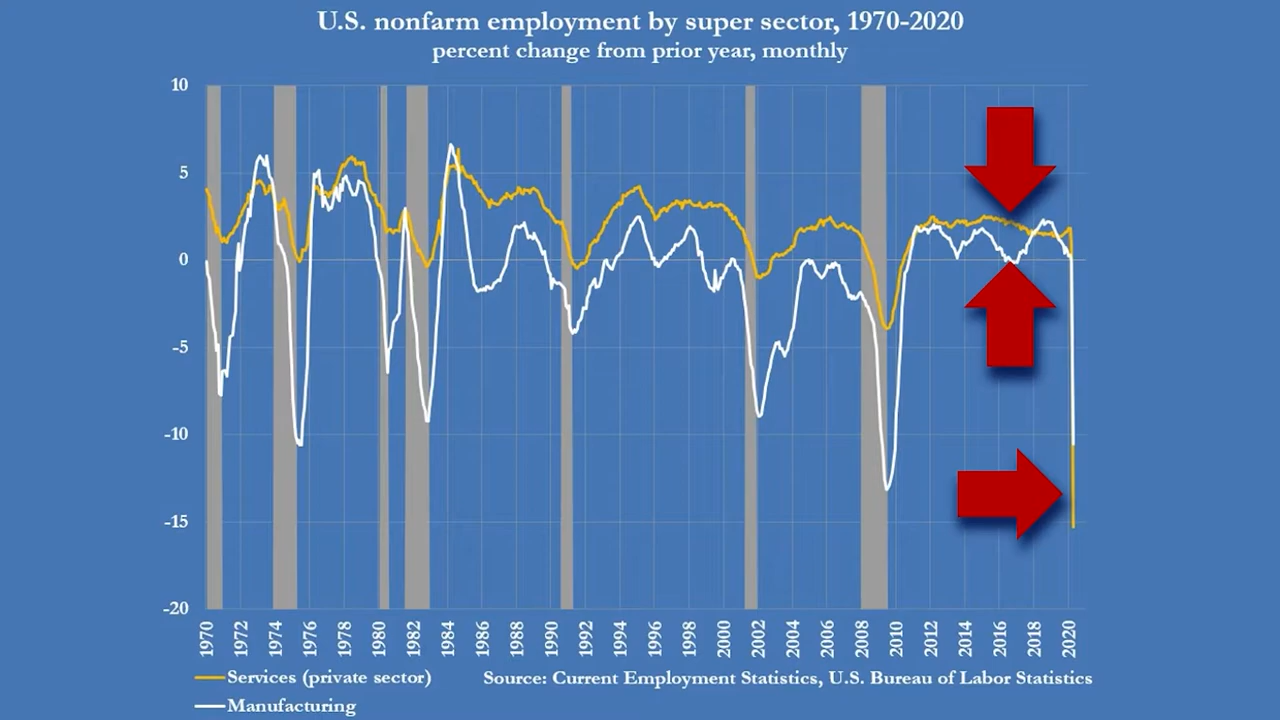 U.S. nonfarm employment by super sector, 1970-2020
percent change from prior year, monthly
10
5
0
-5
-10
-15
-20
1970 1972 1974 1976 1978 1980 1982 1984 1986 1988 1990 1992 1994 1996 1998 2000 2002 2004 2006 2008 2010 2012 2014 2016 2018 2020
Services (private sector)
Source: Current Employment Statistics, U.S. Bureau of Labor Statistics
Manufacturing